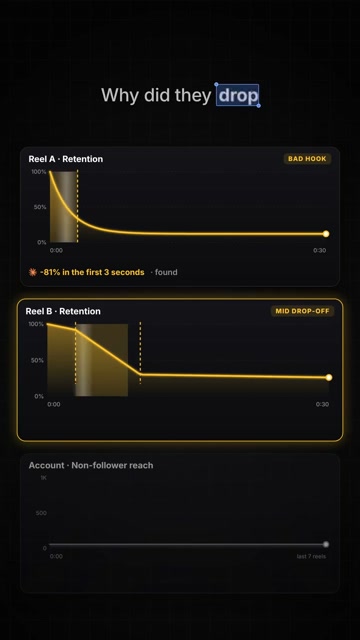 Why did they drop
Reel A · Retention
BAD HOOK
100%
50%
0%
0:00
0:30
-81% in the first 3 seconds · found
Reel B · Retention
MID DROP-OFF
100%
50%
0%
0:00
0:30
Account · Non-follower reach
1K
500
0
0:00
last 7 reels